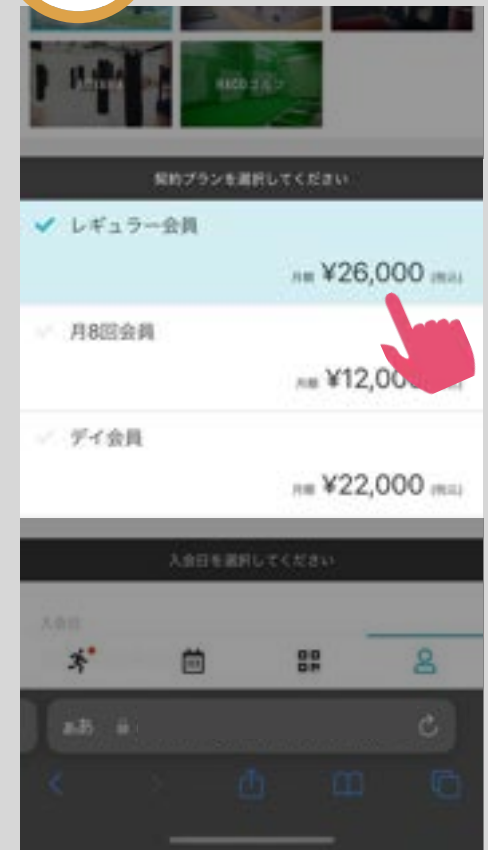 契約プランを選択してください
レギュラー会員
月額 ¥26,000 (税込)
月8回会員
月額 ¥12,00
デイ会員
月額 ¥22,000 (税込)
入会日を選択してください
入会日
ぁあ